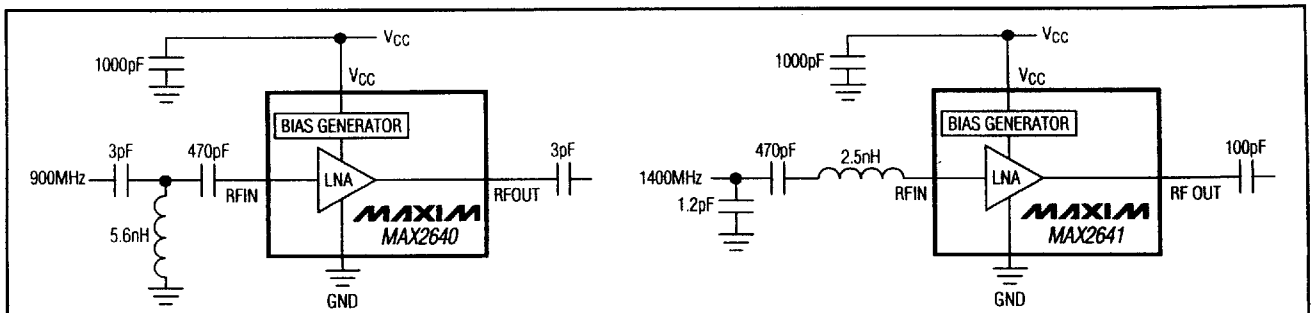 VCC
1000pF
VCC
BIAS GENERATOR
3pF
470pF
3pF
900MHz
LNA
RFIN
RFOUT
MAXIM
MAX2640
5.6nH
GND
VCC
1000pF
VCC
BIAS GENERATOR
470pF
2.5nH
100pF
1400MHz
LNA
RFIN
RF OUT
1.2pF
MAXIM
MAX2641
GND